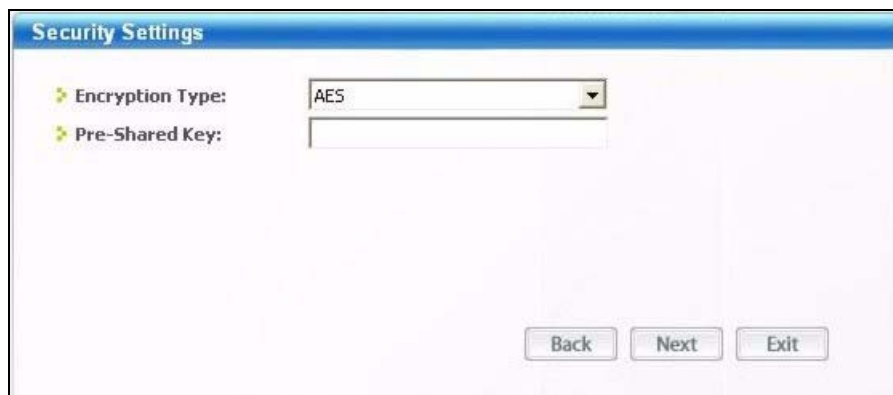 Security Settings
Encryption Type: AES
Pre-Shared Key:
Back Next Exit